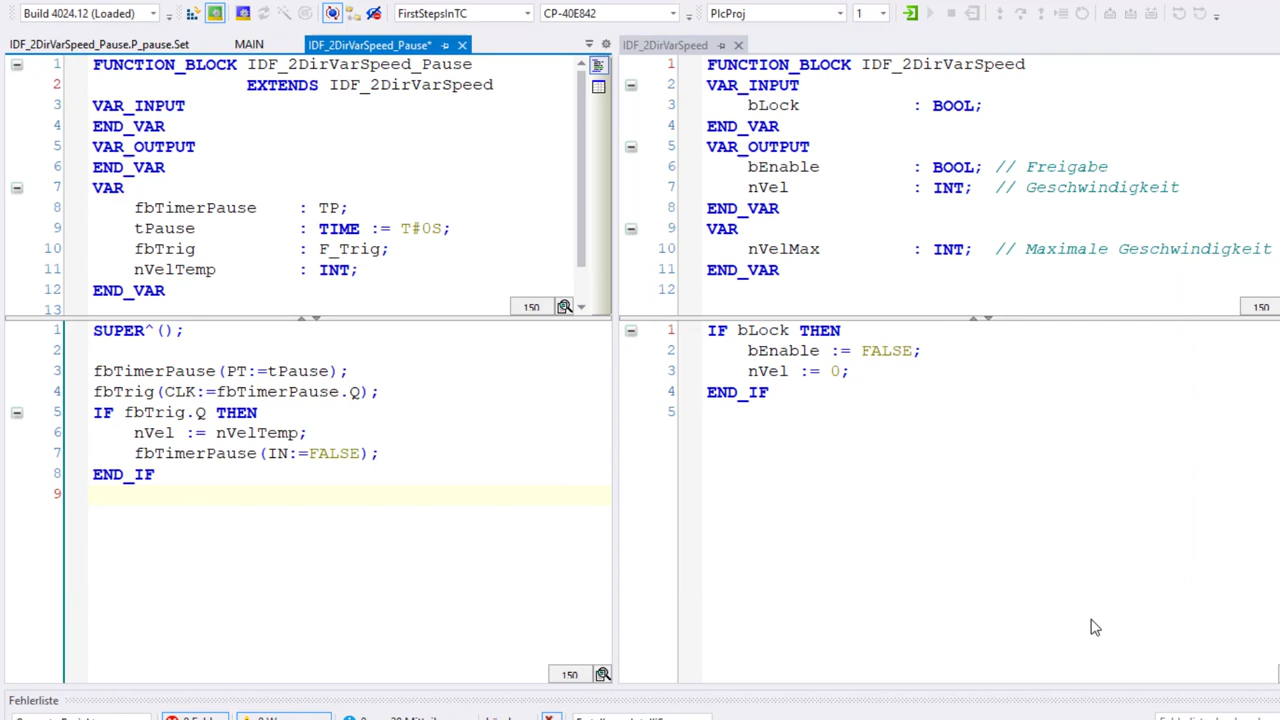 Build 4024.12 (Loaded) FirstStepsInTC CP-40E842 PlcProj 1
IDF_2DirVarSpeed_Pause.P_pause.Set MAIN IDF_2DirVarSpeed_Pause* IDF_2DirVarSpeed
1 FUNCTION_BLOCK IDF_2DirVarSpeed_Pause
2 EXTENDS IDF_2DirVarSpeed
3 VAR_INPUT
4 END_VAR
5 VAR_OUTPUT
6 END_VAR
7 VAR
8 fbTimerPause : TP;
9 tPause : TIME := T#0S;
10 fbTrig : F_Trig;
11 nVelTemp : INT;
12 END_VAR
13
150
1 SUPER^();
2
3 fbTimerPause(PT:=tPause);
4 fbTrig(CLK:=fbTimerPause.Q);
5 IF fbTrig.Q THEN
6 nVel := nVelTemp;
7 fbTimerPause(IN:=FALSE);
8 END_IF
9
150
1 FUNCTION_BLOCK IDF_2DirVarSpeed
2 VAR_INPUT
3 bLock : BOOL;
4 END_VAR
5 VAR_OUTPUT
6 bEnable : BOOL; // Freigabe
7 nVel : INT; // Geschwindigkeit
8 END_VAR
9 VAR
10 nVelMax : INT; // Maximale Geschwindigkeit
11 END_VAR
12
150
1 IF bLock THEN
2 bEnable := FALSE;
3 nVel := 0;
4 END_IF
5
Fehlerliste